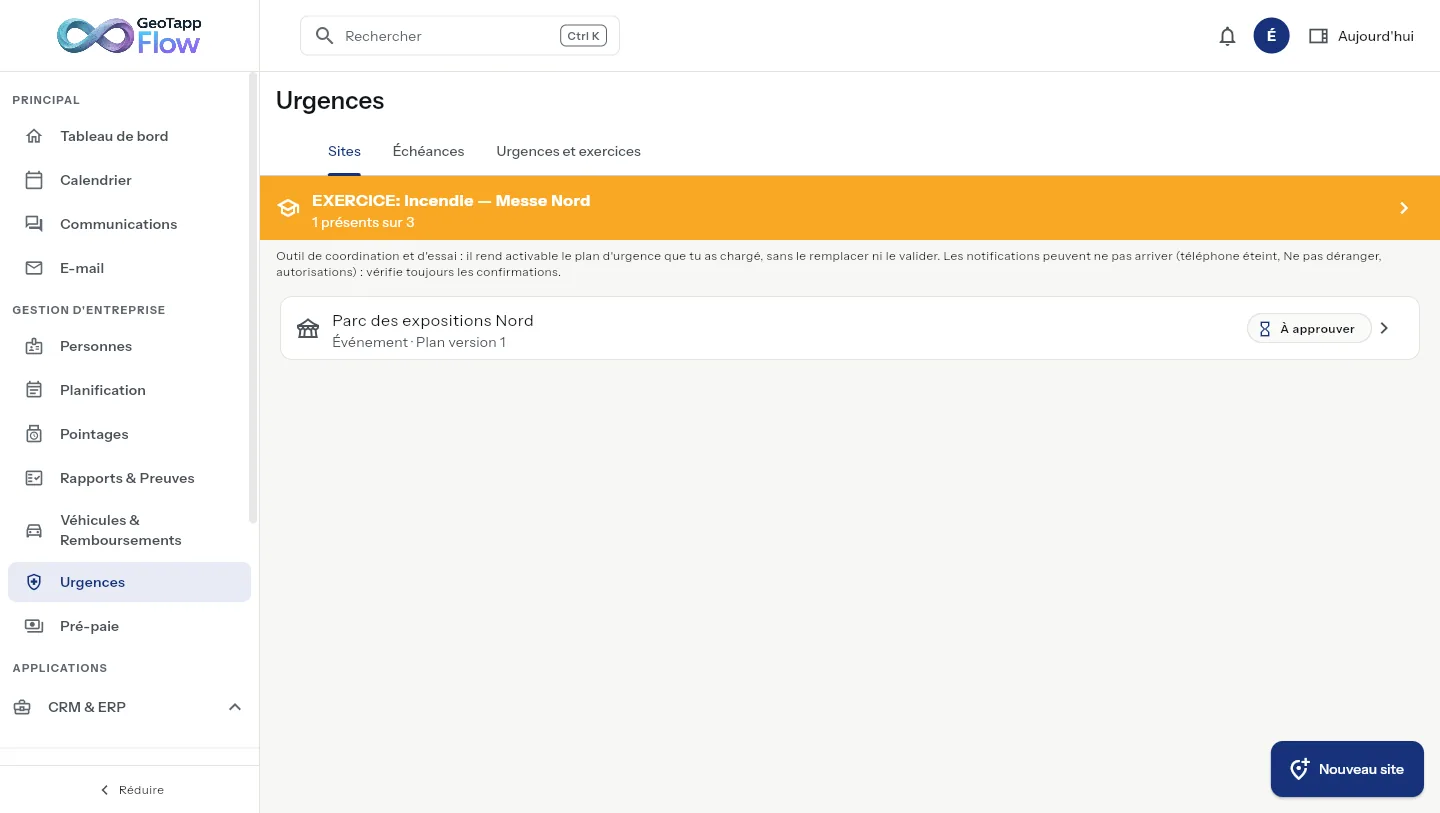 GeoTapp
Flow
Rechercher
Ctrl K
É
Aujourd'hui
PRINCIPAL
Tableau de bord
Calendrier
Communications
E-mail
GESTION D'ENTREPRISE
Personnes
Planification
Pointages
Rapports & Preuves
Véhicules &
Remboursements
Urgences
Pré-paie
APPLICATIONS
CRM & ERP
Réduire
Urgences
Sites
Échéances
Urgences et exercices
EXERCICE: Incendie — Messe Nord
1 présents sur 3
Outil de coordination et d'essai : il rend activable le plan d'urgence que tu as chargé, sans le remplacer ni le valider. Les notifications peuvent ne pas arriver (téléphone éteint, Ne pas déranger,
autorisations) : vérifie toujours les confirmations.
Parc des expositions Nord
Événement · Plan version 1
À approuver
Nouveau site